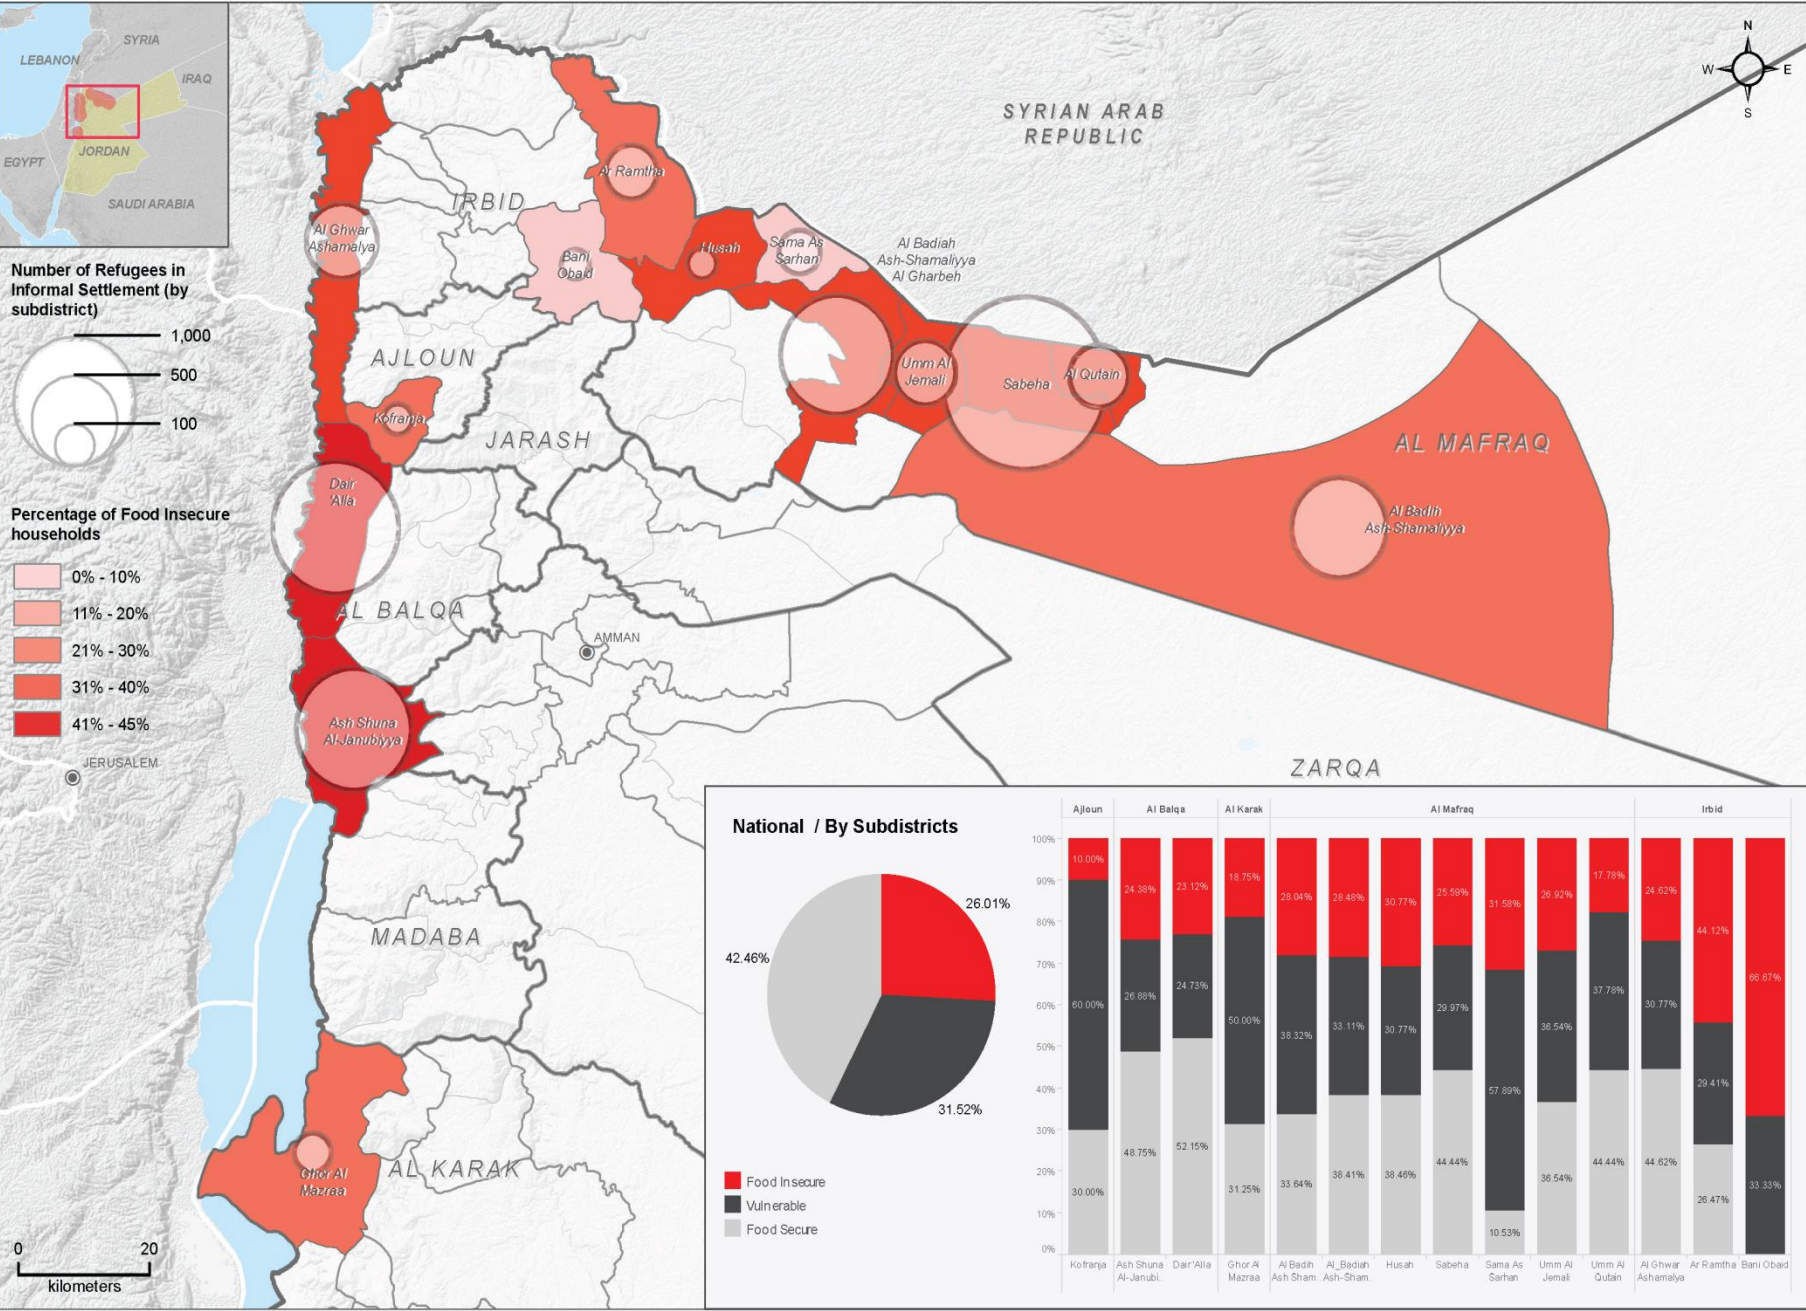 SYRIA
LEBANON
IRAQ
JORDAN
EGYPT
SAUDI ARABIA
N
W
E
S
Number of Refugees in
Informal Settlement (by
subdistrict)
1,000
500
100
Percentage of Food Insecure
households
0% - 10%
11% - 20%
21% - 30%
31% - 40%
41% - 45%
JERUSALEM
0
20
kilometers
SYRIAN ARAB
REPUBLIC
IRBID
Ar Ramtha
Al Ghwar
Ashamalya
Bani
Obaid
Husah
Sama As
Sarhan
Al Badiah
Ash-Shamaliyya
Al Gharbeh
AJLOUN
Kofranja
JARASH
Umm Al
Jemali
Sabeha
Al Qutain
AL MAFRAQ
Al Badih
Ash-Shamaliyya
Dair
'Alla
AL BALQA
AMMAN
Ash Shuna
Al-Janubiyya
ZARQA
MADABA
AL KARAK
Ghor Al
Mazraa
National / By Subdistricts
26.01%
42.46%
31.52%
Food Insecure
Vulnerable
Food Secure
Ajloun
Al Balqa
Al Karak
Al Mafraq
Irbid
100%
90%
80%
70%
60%
50%
40%
30%
20%
10%
0%
10.00%
60.00%
30.00%
24.38%
26.88%
48.75%
23.12%
24.73%
52.15%
18.75%
50.00%
31.25%
28.04%
38.32%
33.64%
28.48%
33.11%
38.41%
30.77%
30.77%
38.46%
25.59%
29.97%
44.44%
31.58%
57.89%
10.53%
26.92%
36.54%
36.54%
17.78%
37.78%
44.44%
24.62%
30.77%
44.62%
44.12%
29.41%
26.47%
66.67%
33.33%
Kofranja
Ash Shuna
Al-Janubi.
Dair 'Alla
Ghor Al
Mazraa
Al Badih
Ash Sham.
Al_Badiah
Ash-Sham.
Husah
Sabeha
Sama As
Sarhan
Umm Al
Jemali
Umm Al
Qutain
Al Ghwar
Ashamalya
Ar Ramtha
Bani Obaid